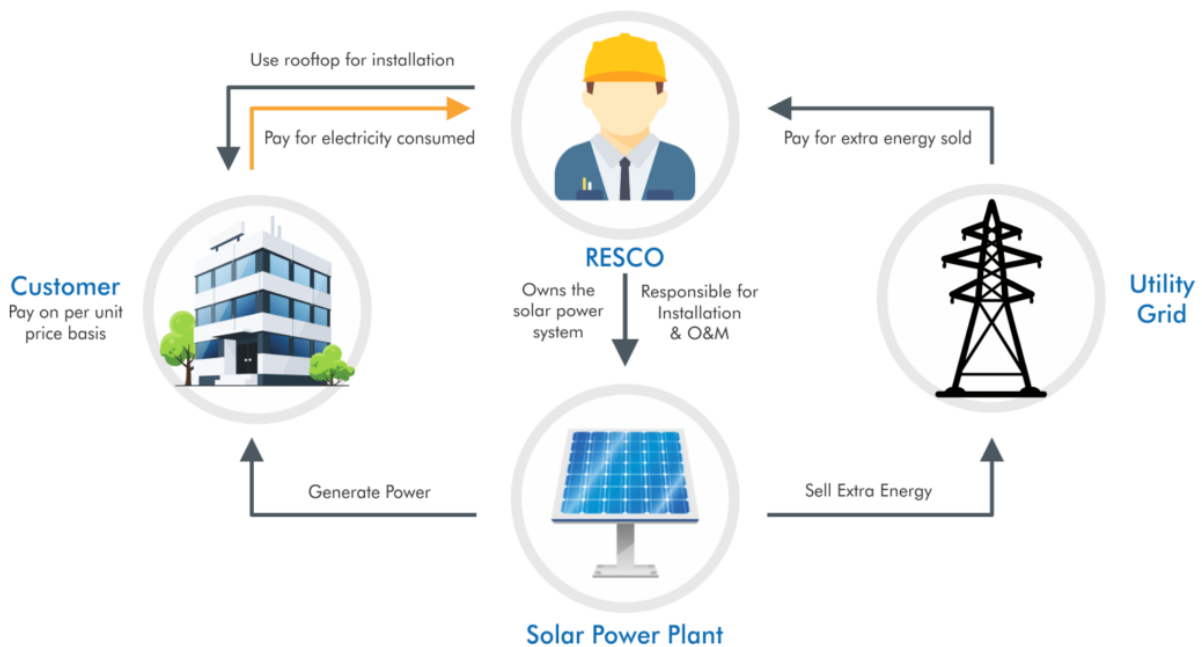 Use rooftop for installation
Pay for electricity consumed
Pay for extra energy sold
RESCO
Customer
Pay on per unit
price basis
Owns the
solar power
system
Responsible for
Installation
& O&M
Utility
Grid
Generate Power
Sell Extra Energy
Solar Power Plant